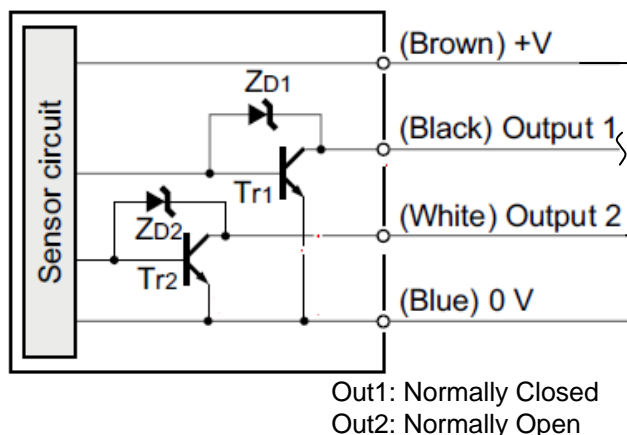 Sensor circuit
(Brown) +V
ZD1
(Black) Output 1
Tr1
(White) Output 2
ZD2
Tr2
(Blue) 0 V
Out1: Normally Closed
Out2: Normally Open